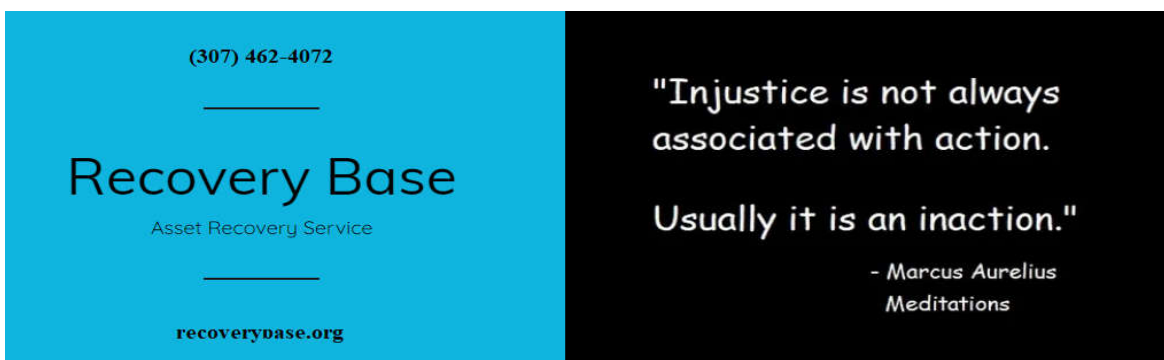 (307) 462-4072
Recovery Base
Asset Recovery Service
recoverybase.org
"Injustice is not always
associated with action.
Usually it is an inaction."
- Marcus Aurelius
Meditations